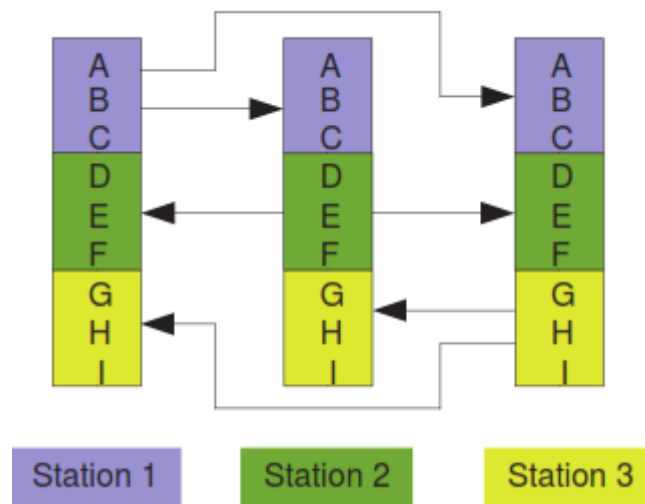 A A A
B B B
C C C
D D D
E E E
F F F
G G G
H H H
I I I
Station 1 Station 2 Station 3